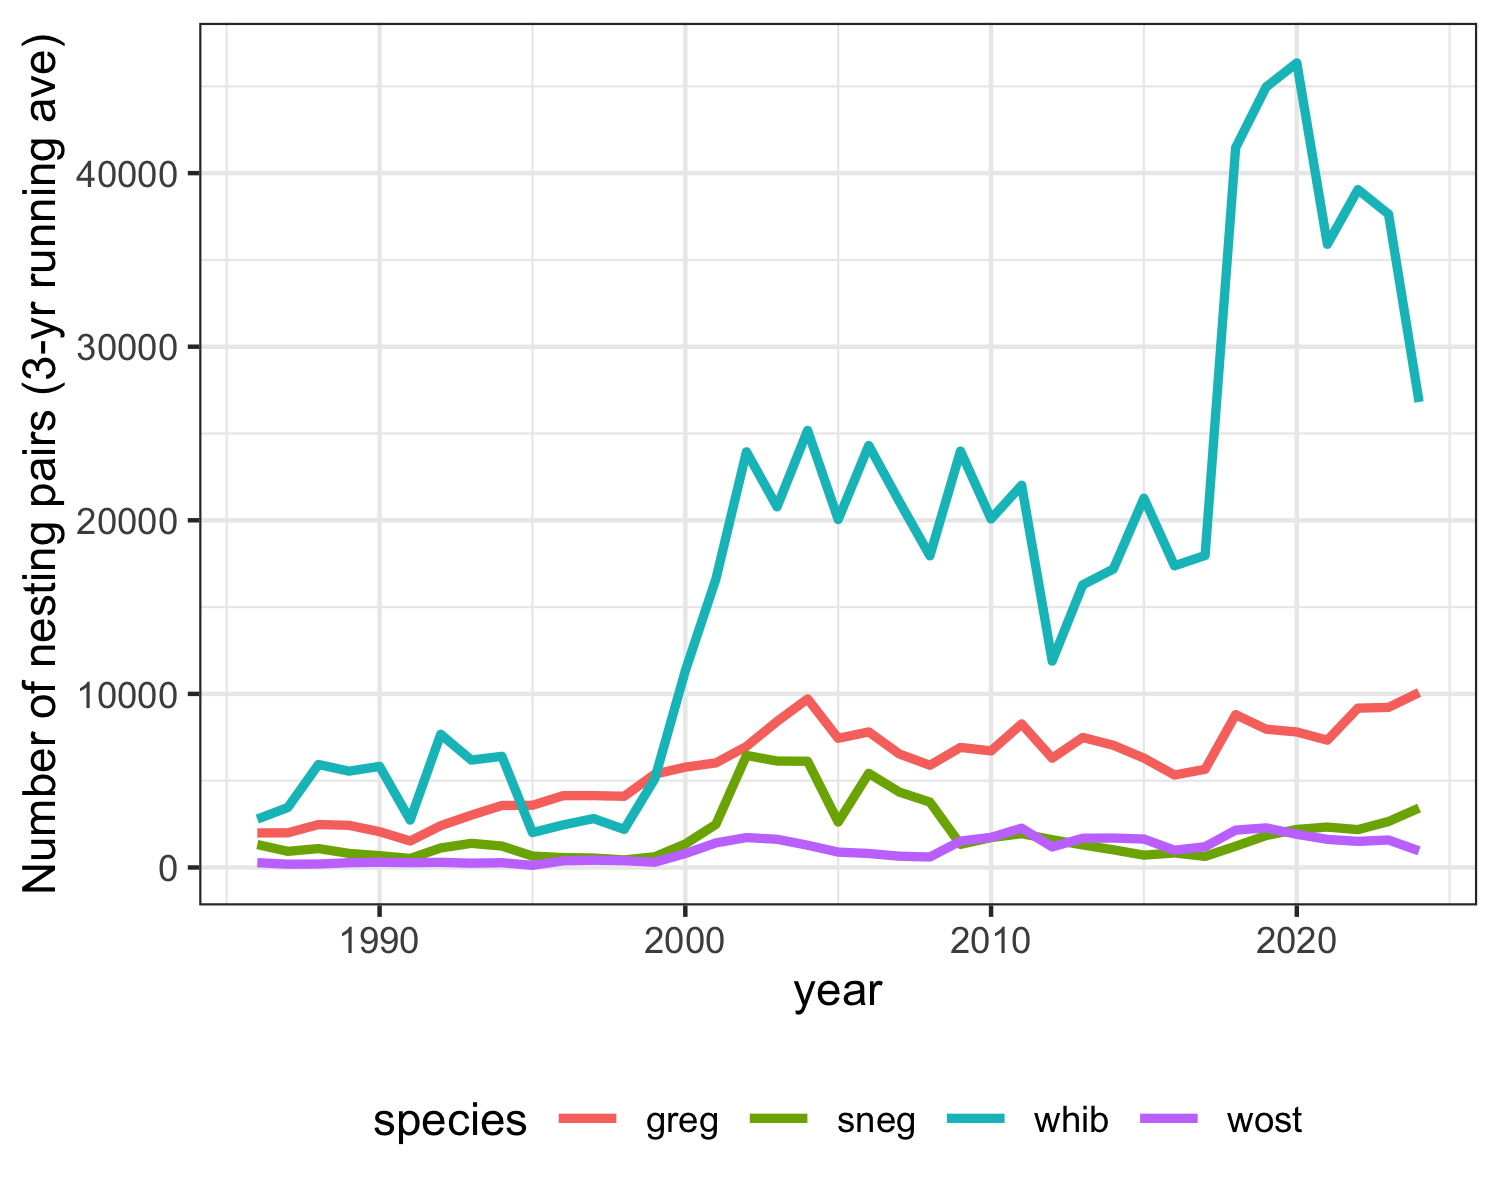 Number of nesting pairs (3-yr running ave)
40000
30000
20000
10000
0
1990 2000 2010 2020
year
species greg sneg whib wost